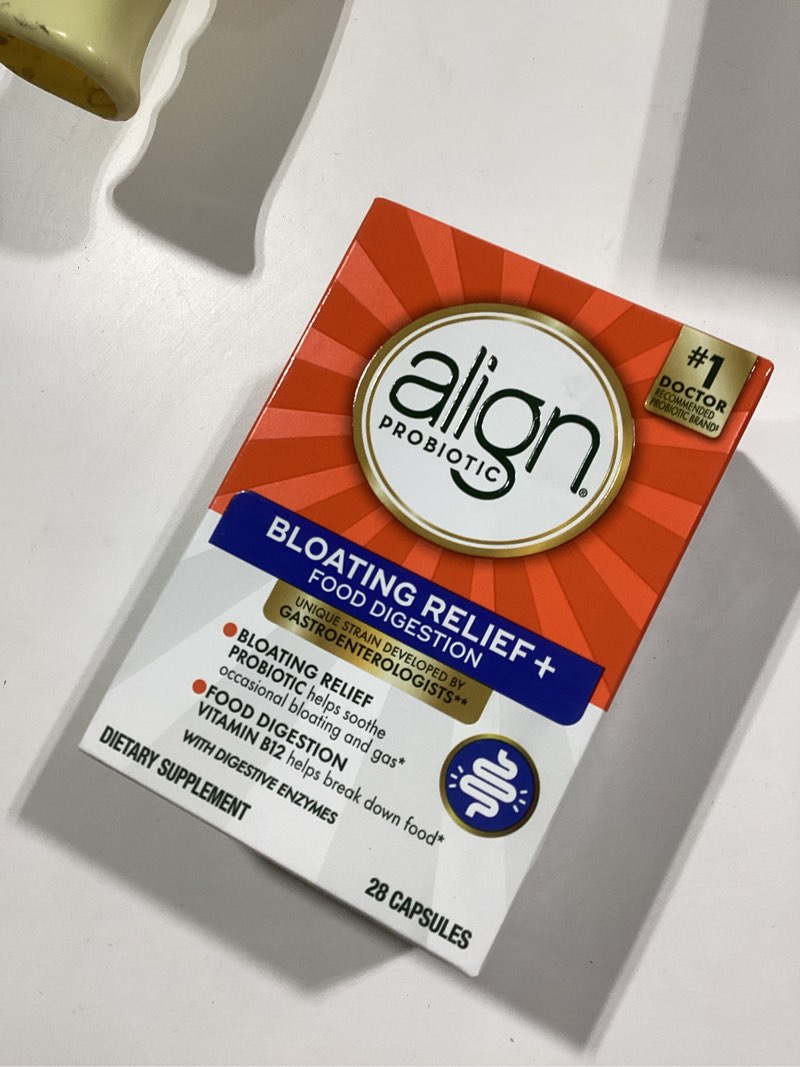 align®
PROBIOTIC
#1
DOCTOR
RECOMMENDED
PROBIOTIC BRAND‡
BLOATING RELIEF+
FOOD DIGESTION
UNIQUE STRAIN DEVELOPED BY
GASTROENTEROLOGISTS**
BLOATING RELIEF
PROBIOTIC helps soothe
occasional bloating and gas*
FOOD DIGESTION
VITAMIN B12 helps break down food*
WITH DIGESTIVE ENZYMES
DIETARY SUPPLEMENT
28 CAPSULES